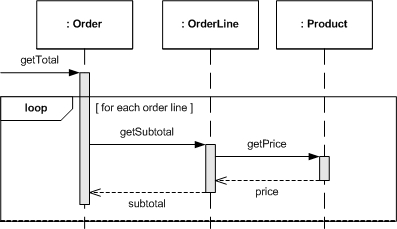 : Order
: OrderLine
: Product
getTotal
loop
[ for each order line ]
getSubtotal
getPrice
price
subtotal